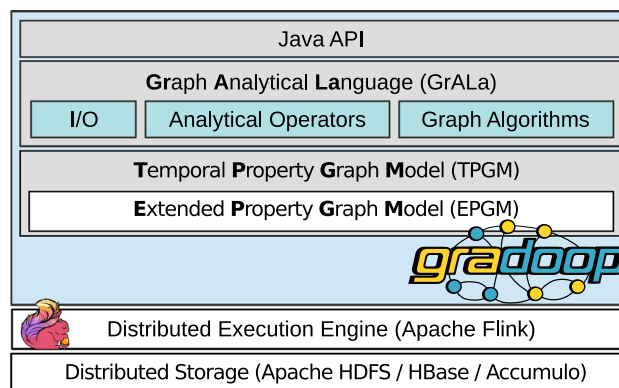 Java API
Graph Analytical Language (GrALa)
I/O
Analytical Operators
Graph Algorithms
Temporal Property Graph Model (TPGM)
Extended Property Graph Model (EPGM)
gradoop
Distributed Execution Engine (Apache Flink)
Distributed Storage (Apache HDFS / HBase / Accumulo)